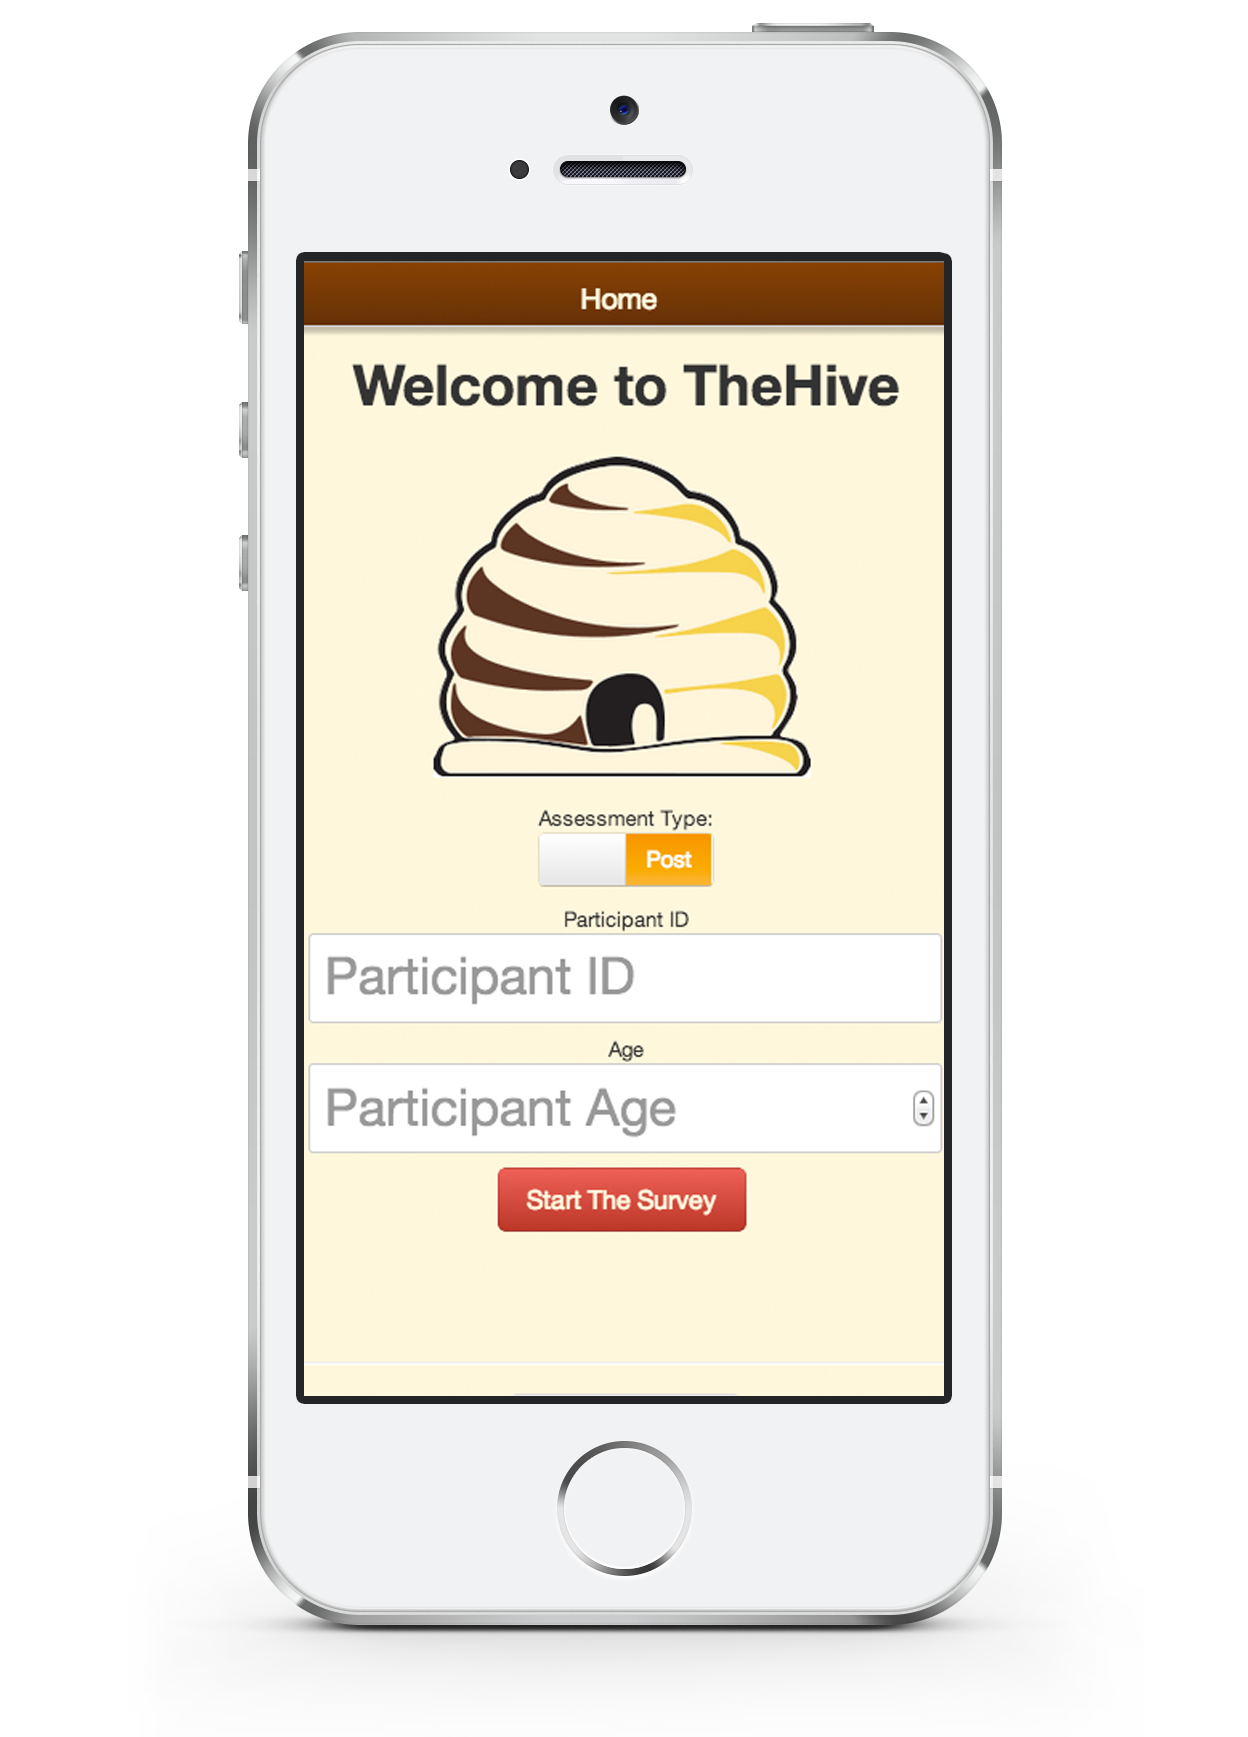 Home
Welcome to TheHive
Assessment Type:
Post
Participant ID
Participant ID
Age
Participant Age
Start The Survey